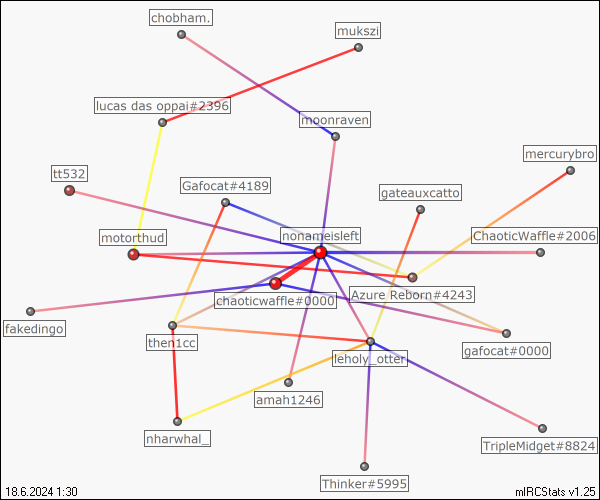 chobham.
mukszi
lucas das oppai#2396
moonraven
mercurybro
tt532
Gafocat#4189
gateauxcatto
motorthud
nonameisleft
ChaoticWaffle#2006
chaoticwaffle#0000
Azure Reborn#4243
fakedingo
then1cc
leholy_otter
gafocat#0000
amah1246
nharwhal_
TripleMidget#8824
Thinker#5995
18.6.2024 1:30
mIRCStats v1.25